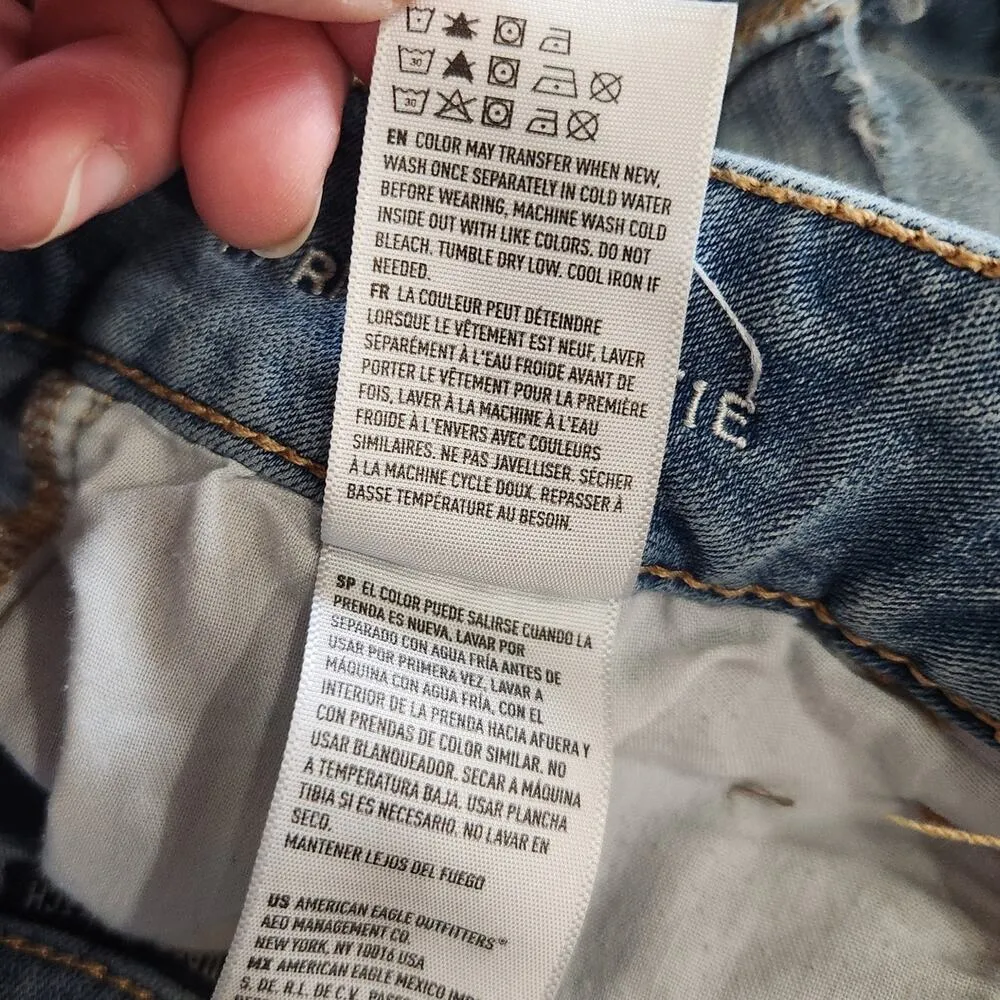 30
30
EN COLOR MAY TRANSFER WHEN NEW,
WASH ONCE SEPARATELY IN COLD WATER
BEFORE WEARING, MACHINE WASH COLD
INSIDE OUT WITH LIKE COLORS. DO NOT
BLEACH. TUMBLE DRY LOW. COOL IRON IF
NEEDED.
FR LA COULEUR PEUT DÉTEINDRE
LORSQUE LE VÊTEMENT EST NEUF, LAVER
SÉPARÉMENT À L'EAU FROIDE AVANT DE
PORTER LE VÊTEMENT POUR LA PREMIÈRE
FOIS, LAVER À LA MACHINE À L'EAU
FROIDE À L'ENVERS AVEC COULEURS
SIMILAIRES. NE PAS JAVELLISER. SÉCHER
À LA MACHINE CYCLE DOUX. REPASSER À
BASSE TEMPÉRATURE AU BESOIN.
SP EL COLOR PUEDE SALIRSE CUANDO LA
PRENDA ES NUEVA, LAVAR POR
SEPARADO CON AGUA FRÍA ANTES DE
USAR POR PRIMERA VEZ, LAVAR A
MÁQUINA CON AGUA FRÍA, CON EL
INTERIOR DE LA PRENDA HACIA AFUERA Y
CON PRENDAS DE COLOR SIMILAR. NO
USAR BLANQUEADOR. SECAR A MÁQUINA
A TEMPERATURA BAJA. USAR PLANCHA
TIBIA SI ES NECESARIO. NO LAVAR EN
SECO.
MANTENER LEJOS DEL FUEGO
US AMERICAN EAGLE OUTFITTERS®
AEO MANAGEMENT CO.
NEW YORK, NY 10016 USA
MX AMERICAN EAGLE MEXICO
S. DE. R.L. DE C.V.
IE